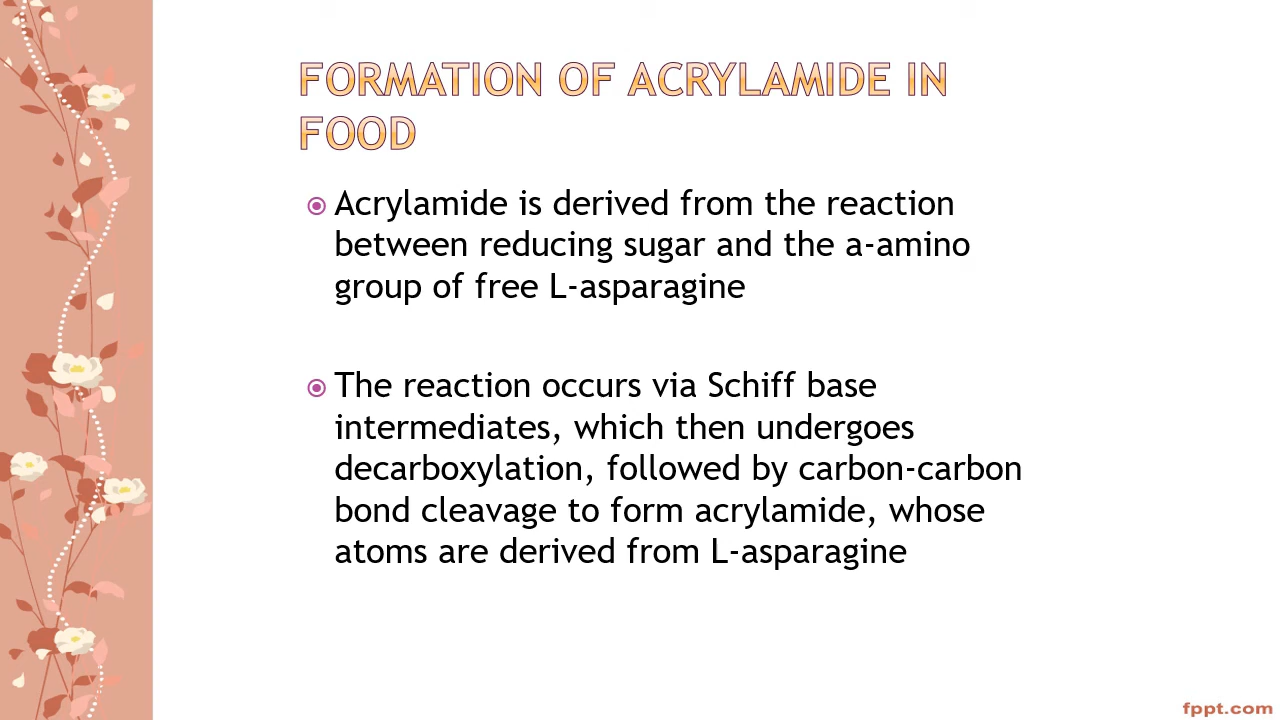 FORMATION OF ACRYLAMIDE IN
FOOD
Acrylamide is derived from the reaction
between reducing sugar and the a-amino
group of free L-asparagine
The reaction occurs via Schiff base
intermediates, which then undergoes
decarboxylation, followed by carbon-carbon
bond cleavage to form acrylamide, whose
atoms are derived from L-asparagine
fppt.com